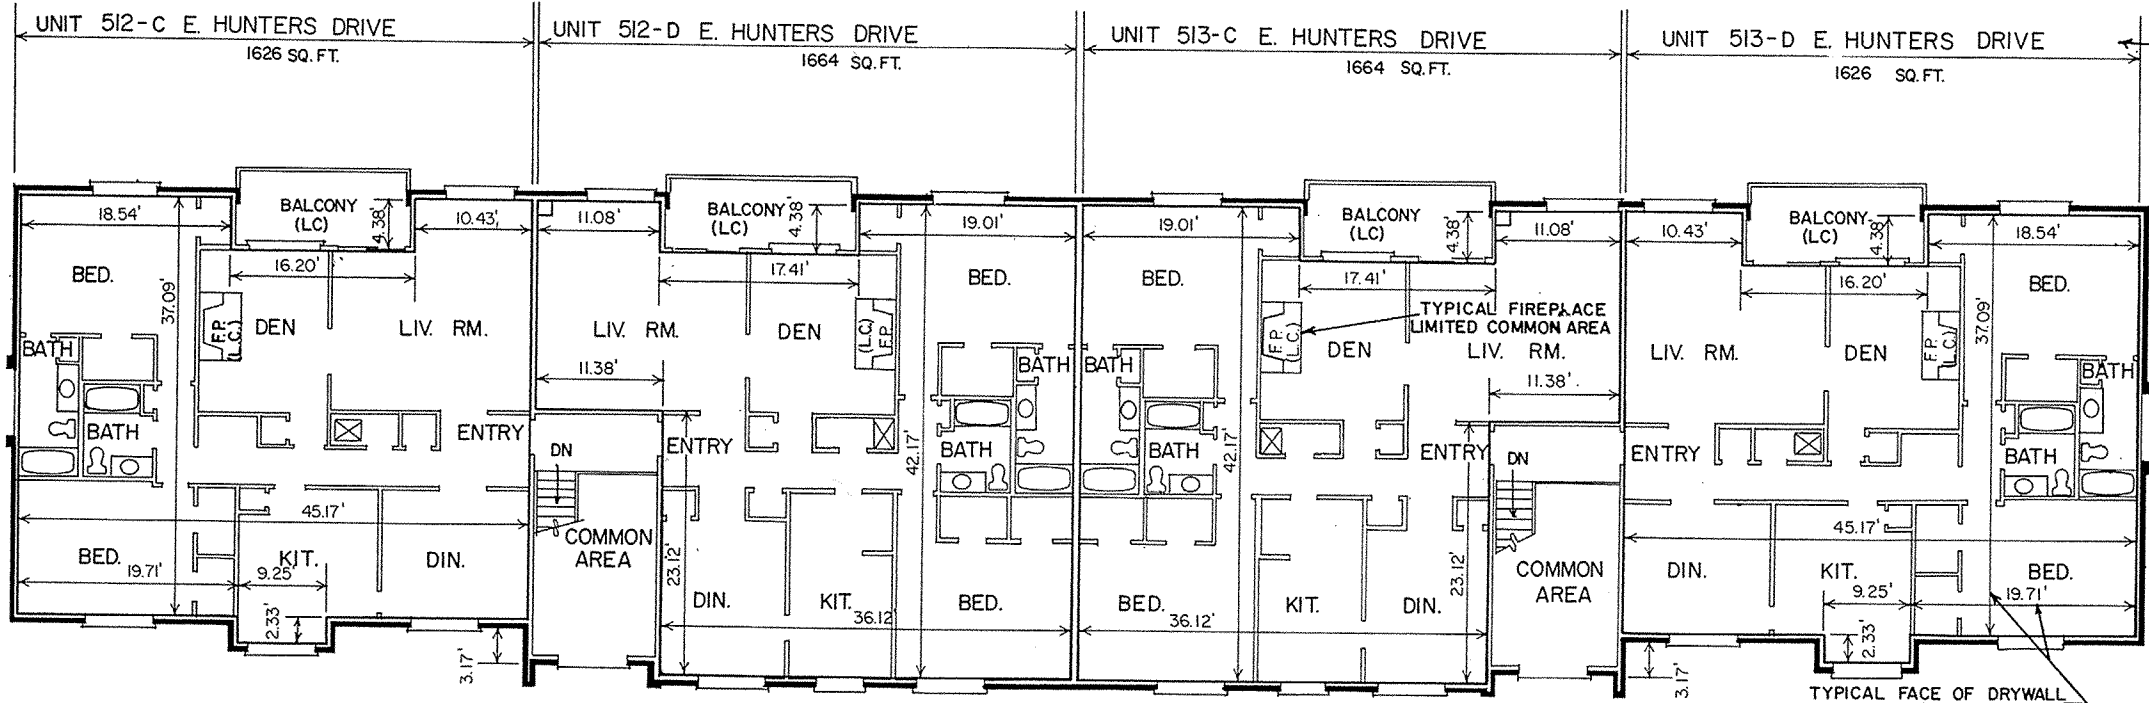 UNIT 512-C E. HUNTERS DRIVE
1626 SQ. FT.
UNIT 512-D E. HUNTERS DRIVE
1664 SQ. FT.
UNIT 513-C E. HUNTERS DRIVE
1664 SQ. FT.
UNIT 513-D E. HUNTERS DRIVE
1626 SQ. FT.
18.54'
BALCONY
(LC)
4.38'
10.43'
37.09'
16.20'
BED.
F.P.
(L.C.)
DEN
LIV. RM.
BATH
BATH
ENTRY
45.17'
BED.
19.71'
KIT.
9.25'
DIN.
2.33'
3.17'
DN
COMMON
AREA
11.08'
BALCONY
(LC)
4.38'
19.01'
17.41'
BED.
LIV. RM.
DEN
(L.C.)
F.P.
11.38'
BATH
ENTRY
42.17'
BATH
23.12'
DIN.
KIT.
BED.
36.12'
19.01'
BALCONY
(LC)
4.38'
11.08'
BED.
17.41'
TYPICAL FIREPLACE
LIMITED COMMON AREA
F.P.
(L.C.)
DEN
LIV. RM.
BATH
11.38'
42.17'
BATH
ENTRY
23.12'
BED.
KIT.
DIN.
36.12'
DN
COMMON
AREA
10.43'
BALCONY
(LC)
4.38'
18.54'
16.20'
BED.
37.09'
LIV. RM.
DEN
F.P.
(L.C.)
BATH
ENTRY
BATH
45.17'
DIN.
KIT.
BED.
9.25'
19.71'
2.33'
3.17'
TYPICAL FACE OF DRYWALL